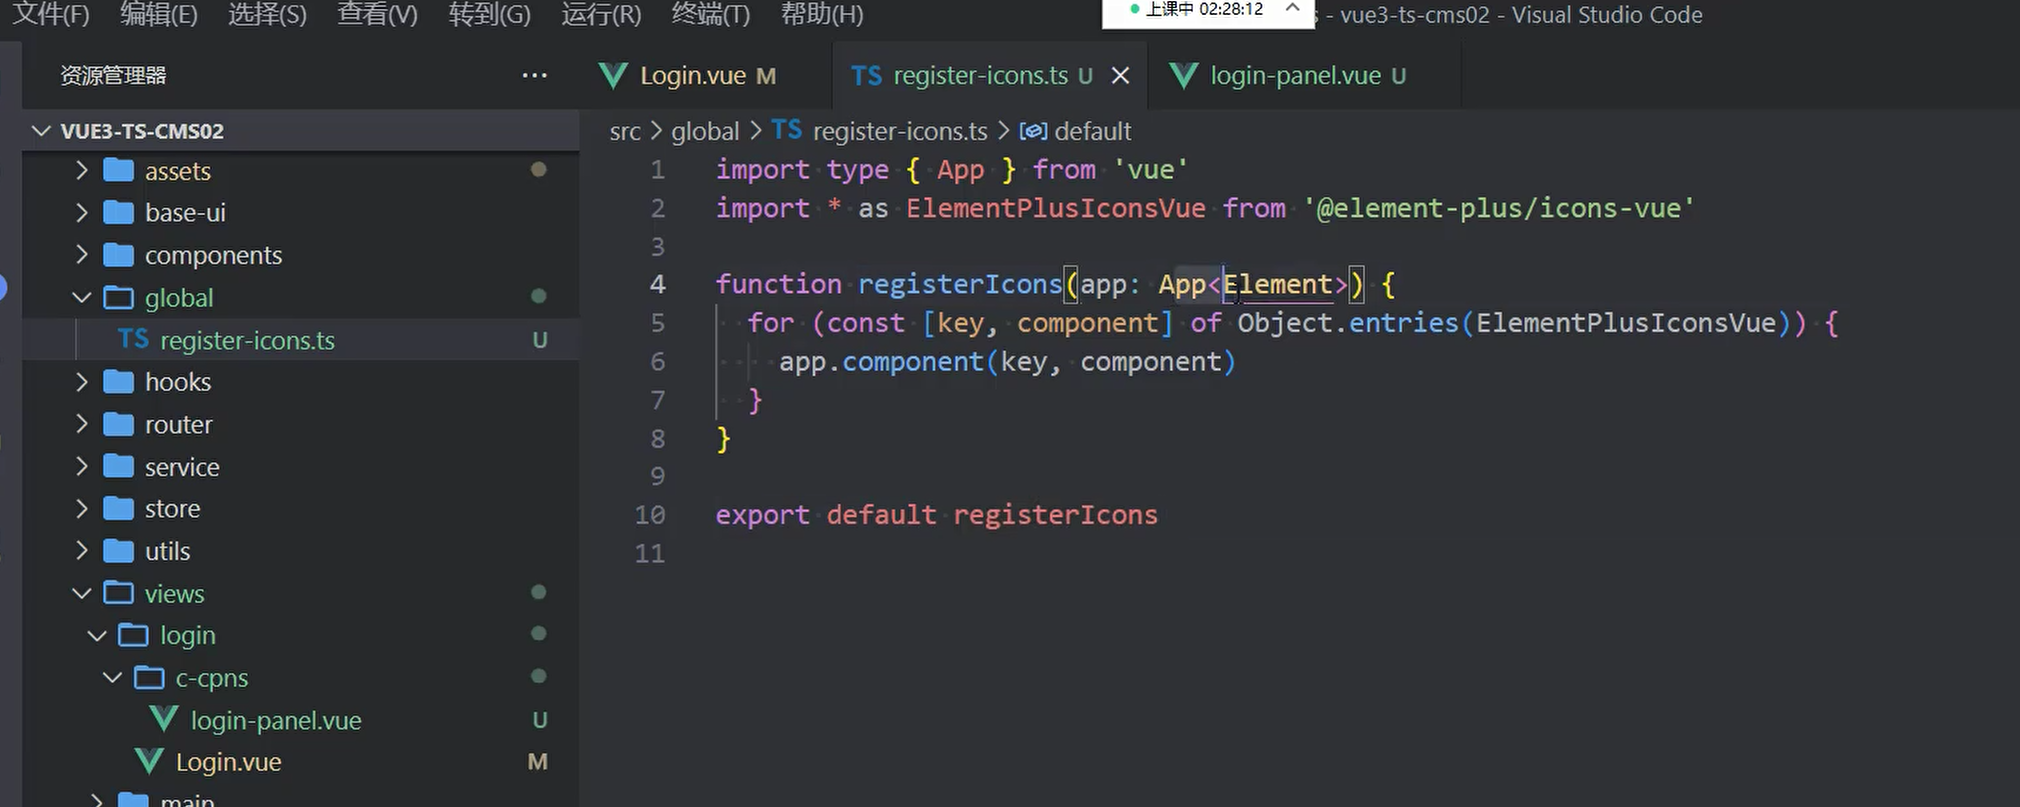 文件(F) 编辑(E) 选择(S) 查看(V) 转到(G) 运行(R) 终端(T) 帮助(H)
上课中 02:28:12
- vue3-ts-cms02 - Visual Studio Code
资源管理器 ...
VUE3-TS-CMS02
assets
base-ui
components
global
TS register-icons.ts U
hooks
router
service
store
utils
views
login
c-cpns
login-panel.vue U
Login.vue M
main
Login.vue M
TS register-icons.ts U
login-panel.vue U
src > global > TS register-icons.ts > default
1 import type { App } from 'vue'
2 import * as ElementPlusIconsVue from '@element-plus/icons-vue'
3
4 function registerIcons(app: App<Element>) {
5 for (const [key, component] of Object.entries(ElementPlusIconsVue)) {
6 app.component(key, component)
7 }
8 }
9
10 export default registerIcons
11